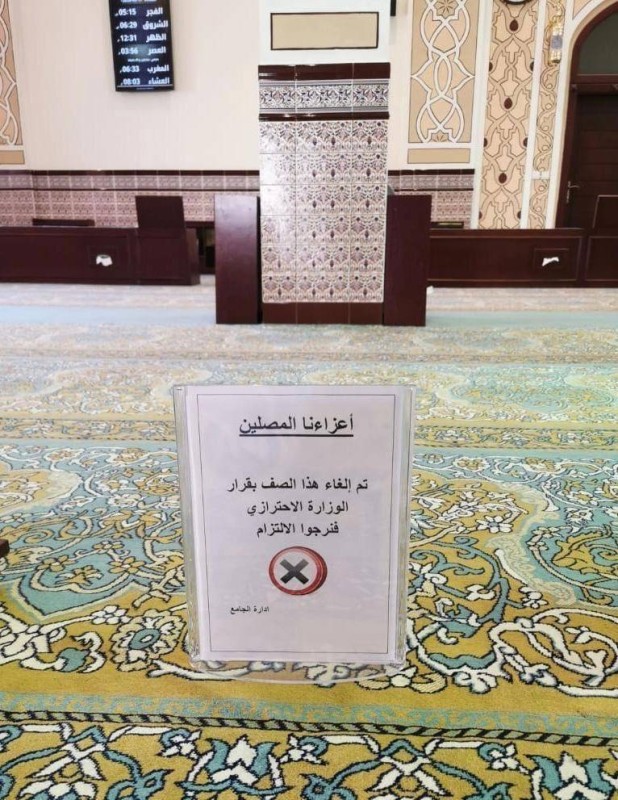 05:15 الفجر
06:29 الشروق
12:31 الظهر
03:56 العصر
06:33 المغرب
08:03 العشاء
أعزاءنا المصلين
تم إلغاء هذا الصف بقرار
الوزارة الاحترازي
فنرجوا الالتزام
ادارة الجامع